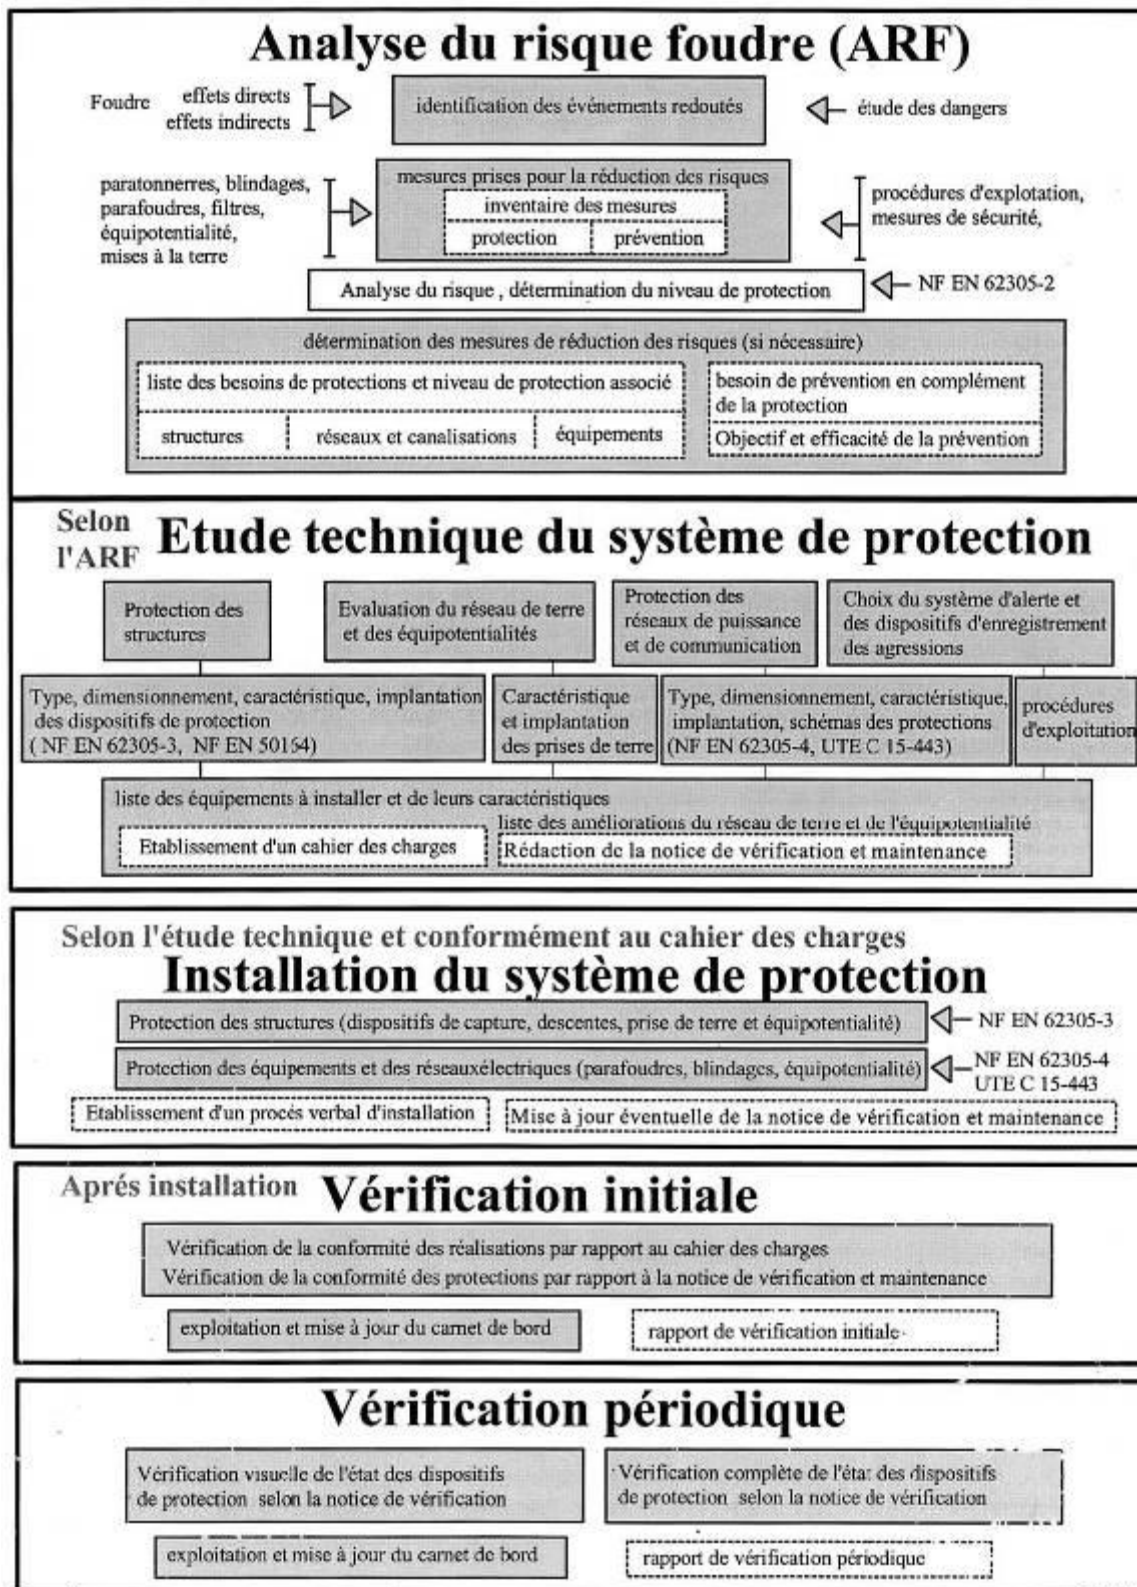 Analyse du risque foudre (ARF)
Foudre
effets directs
effets indirects
identification des événements redoutés
étude des dangers
paratonnerres, blindages,
parafoudres, filtres,
équipotentialité,
mises à la terre
mesures prises pour la réduction des risques
inventaire des mesures
protection
prévention
procédures d'explotation,
mesures de sécurité,
Analyse du risque , détermination du niveau de protection
NF EN 62305-2
détermination des mesures de réduction des risques (si nécessaire)
liste des besoins de protections et niveau de protection associé
structures
réseaux et canalisations
équipements
besoin de prévention en complément
de la protection
Objectif et efficacité de la prévention
Selon
l'ARF
Etude technique du système de protection
Protection des
structures
Evaluation du réseau de terre
et des équipotentialités
Protection des
réseaux de puissance
et de communication
Choix du système d'alerte et
des dispositifs d'enregistrement
des agressions
Type, dimensionnement, caractéristique, implantation
des dispositifs de protection
( NF EN 62305-3, NF EN 50164)
Caractéristique
et implantation
des prises de terre
Type, dimensionnement, caractéristique,
implantation, schémas des protections
(NF EN 62305-4, UTE C 15-443)
procédures
d'exploitation
liste des équipements à installer et de leurs caractéristiques
liste des améliorations du réseau de terre et de l'équipotentialité
Etablissement d'un cahier des charges
Rédaction de la notice de vérification et maintenance
Selon l'étude technique et conformément au cahier des charges
Installation du système de protection
Protection des structures (dispositifs de capture, descentes, prise de terre et équipotentialité)
NF EN 62305-3
Protection des équipements et des réseauxélectriques (parafoudres, blindages, équipotentialité)
NF EN 62305-4
UTE C 15-443
Etablissement d'un procés verbal d'installation
Mise à jour éventuelle de la notice de vérification et maintenance
Aprés installation
Vérification initiale
Vérification de la conformité des réalisations par rapport au cahier des charges
Vérification de la conformité des protections par rapport à la notice de vérification et maintenance
exploitation et mise à jour du carnet de bord
rapport de vérification initiale
Vérification périodique
Vérification visuelle de l'état des dispositifs
de protection selon la notice de vérification
Vérification complète de l'état des dispositifs
de protection selon la notice de vérification
exploitation et mise à jour du carnet de bord
rapport de vérification périodique